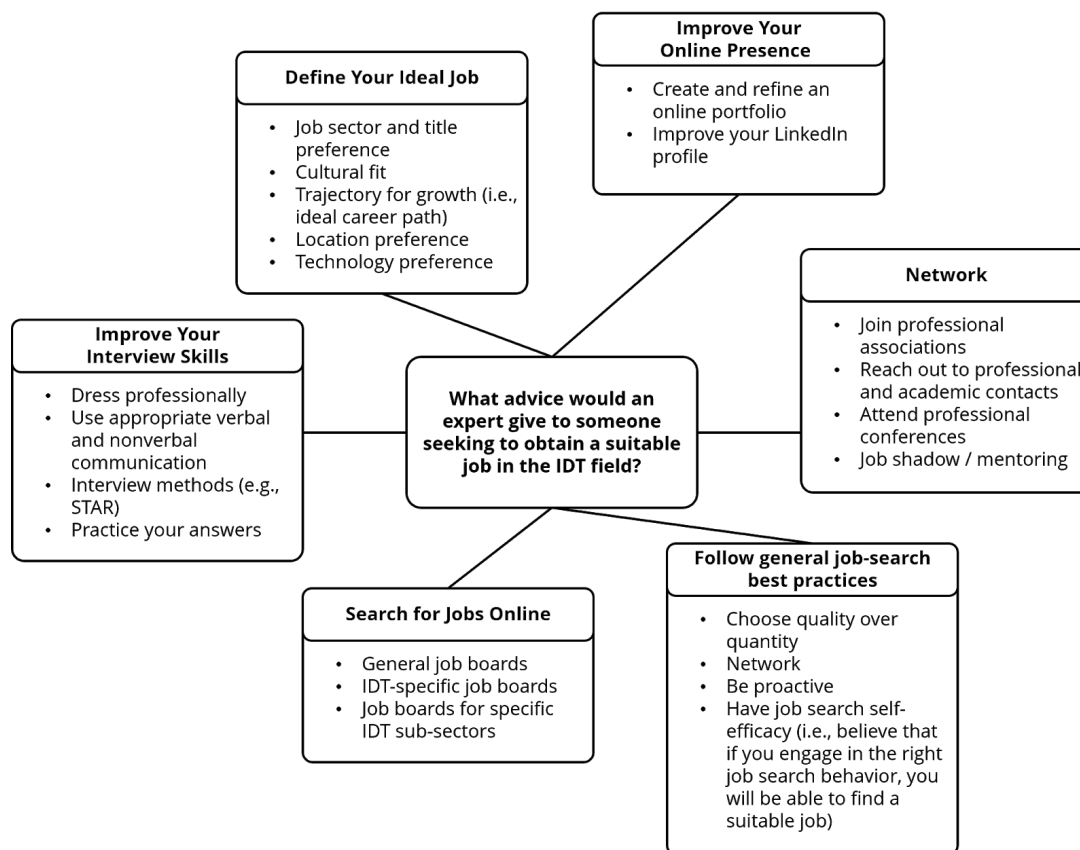 Improve Your
Online Presence
• Create and refine an
online portfolio
• Improve your LinkedIn
profile
Define Your Ideal Job
• Job sector and title
preference
• Cultural fit
• Trajectory for growth (i.e.,
ideal career path)
• Location preference
• Technology preference
Network
• Join professional
associations
• Reach out to professional
and academic contacts
• Attend professional
conferences
• Job shadow / mentoring
Improve Your
Interview Skills
• Dress professionally
• Use appropriate verbal
and nonverbal
communication
• Interview methods (e.g.,
STAR)
• Practice your answers
What advice would an
expert give to someone
seeking to obtain a suitable
job in the IDT field?
Search for Jobs Online
• General job boards
• IDT-specific job boards
• Job boards for specific
IDT sub-sectors
Follow general job-search
best practices
• Choose quality over
quantity
• Network
• Be proactive
• Have job search self-
efficacy (i.e., believe that
if you engage in the right
job search behavior, you
will be able to find a
suitable job)